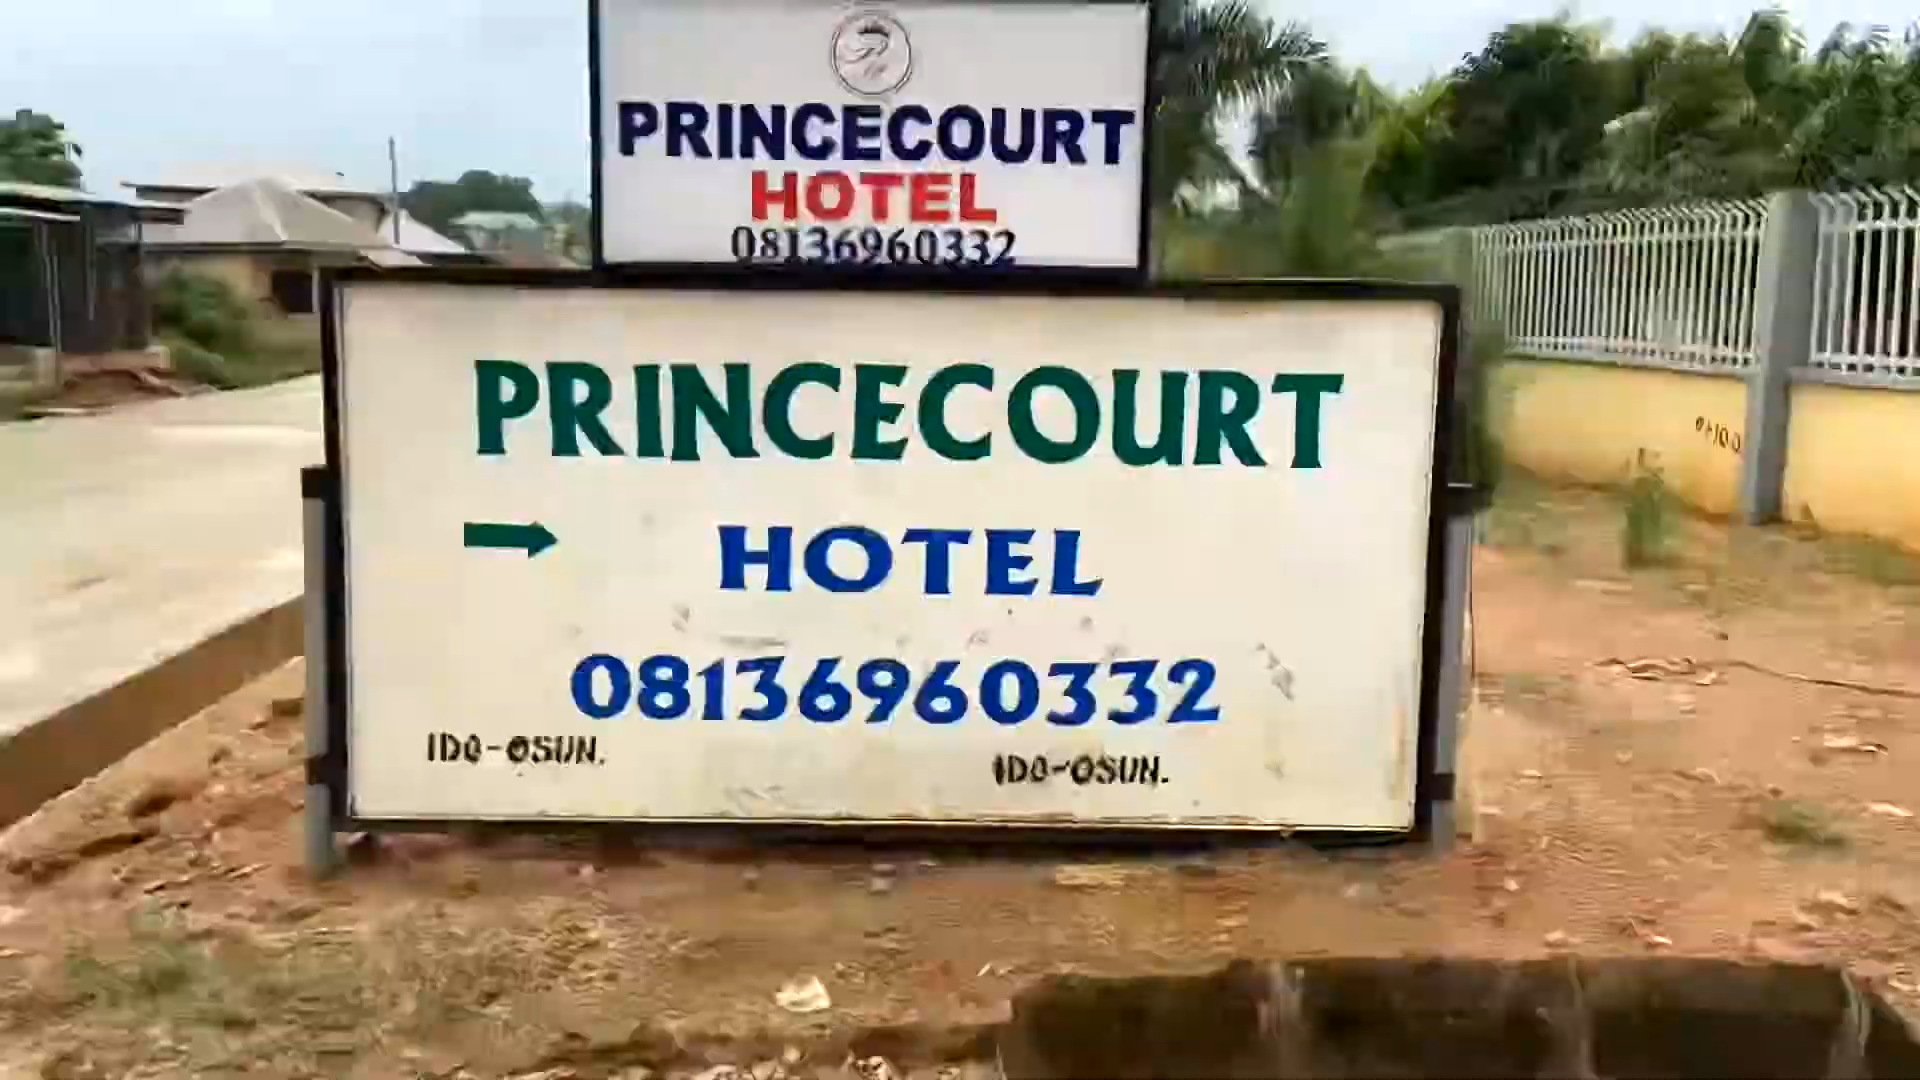 PRINCECOURT
HOTEL
08136960332
PRINCECOURT
HOTEL
08136960332
IDO-OSUN.
IDO-OSUN.